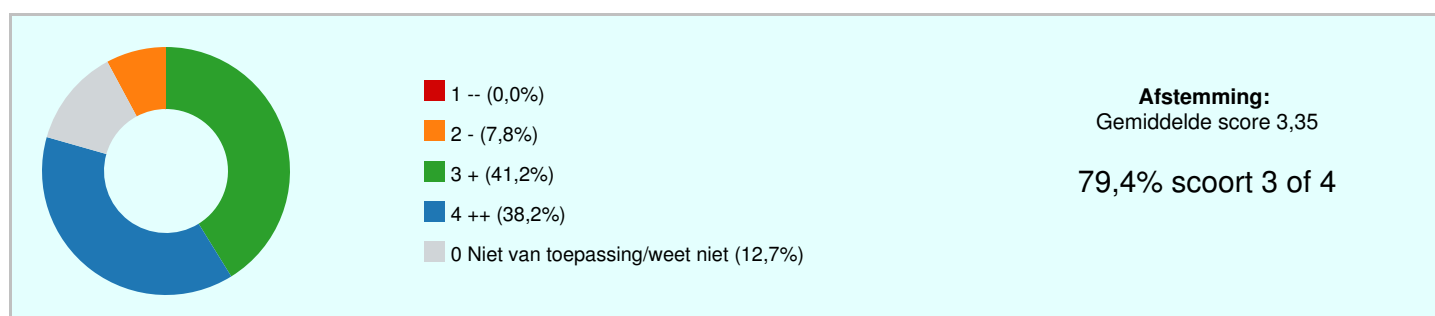 1 -- (0,0%)
2 - (7,8%)
3 + (41,2%)
4 ++ (38,2%)
0 Niet van toepassing/weet niet (12,7%)
Afstemming:
Gemiddelde score 3,35
79,4% scoort 3 of 4